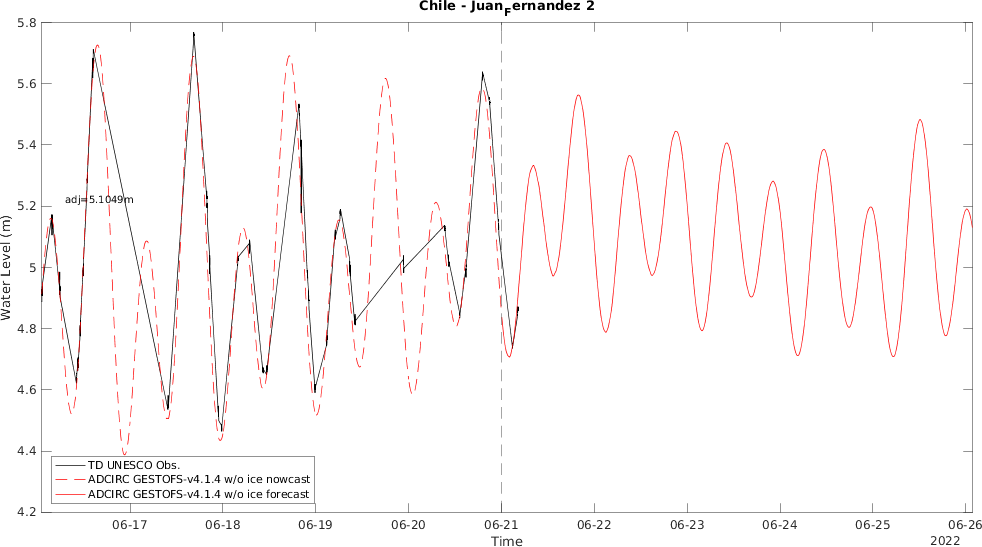 Chile - Juan_Fernandez 2
5.8
5.6
5.4
5.2
5
4.8
4.6
4.4
4.2
Water Level (m)
adj=5.1049m
TD UNESCO Obs.
ADCIRC GESTOFS-v4.1.4 w/o ice nowcast
ADCIRC GESTOFS-v4.1.4 w/o ice forecast
06-17 06-18 06-19 06-20 06-21 06-22 06-23 06-24 06-25 06-26
Time
2022